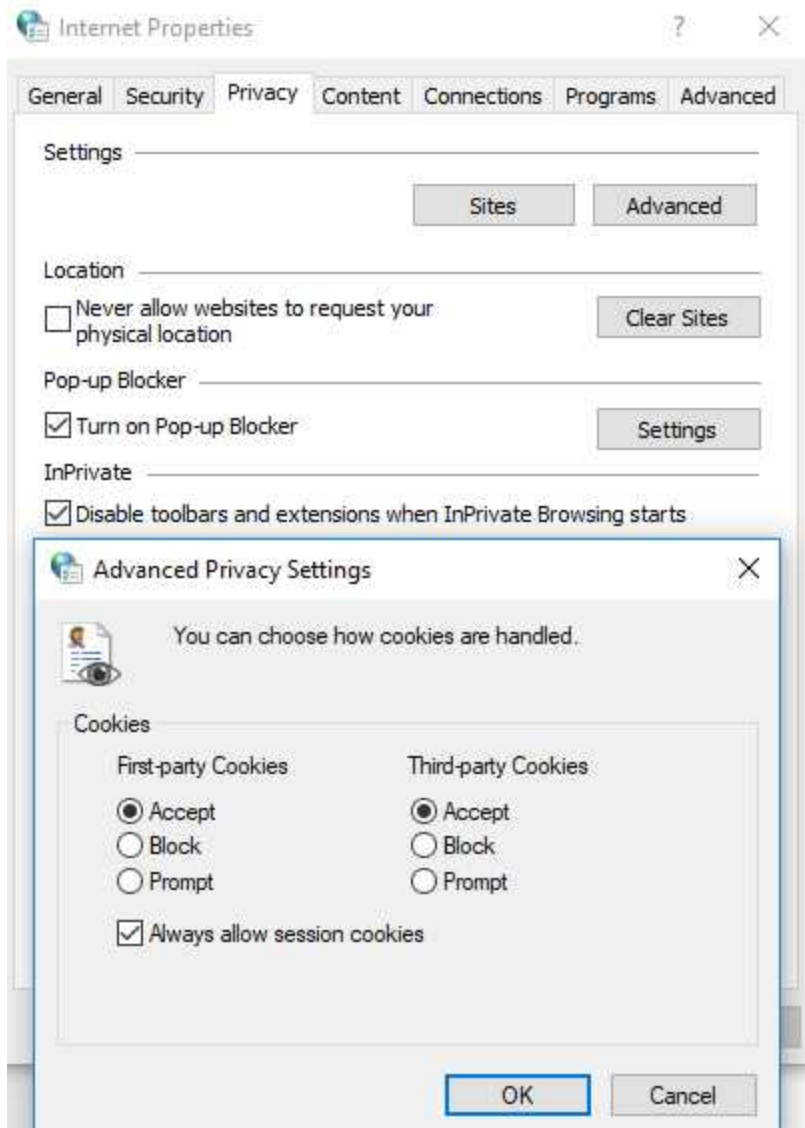 Internet Properties
?
General Security Privacy Content Connections Programs Advanced
Settings
Sites Advanced
Location
Never allow websites to request your
physical location
Clear Sites
Pop-up Blocker
Turn on Pop-up Blocker
Settings
InPrivate
Disable toolbars and extensions when InPrivate Browsing starts
Advanced Privacy Settings
You can choose how cookies are handled.
Cookies
First-party Cookies Third-party Cookies
Accept Accept
Block Block
Prompt Prompt
Always allow session cookies
OK Cancel